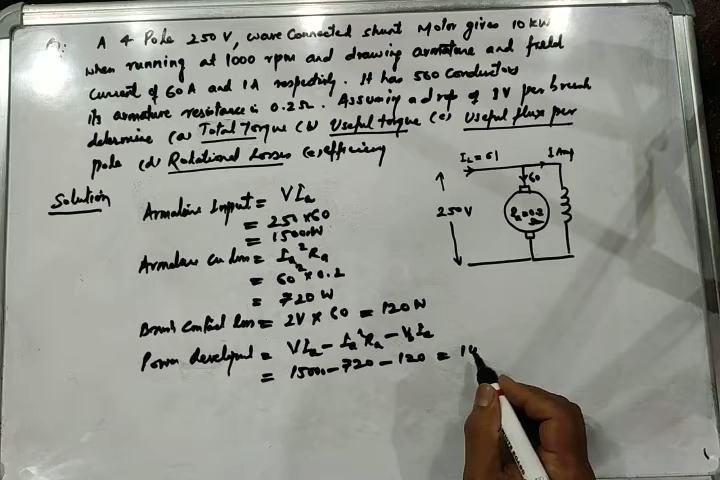 Q: A 4 Pole 250 V, wave Connected shunt Motor gives 10 kW
when running at 1000 rpm and drawing armature and field
current of 60 A and 1 A respectively. It has 560 Conductors
its armature resistance is 0.2Ω. Assuming a drop of 1V per brush
determine (a) Total Torque (b) Useful torque (c) Useful flux per
pole (d) Rotational Losses (e) efficiency
Solution
Armature Input = VIa
= 250 × 60
= 15000W
Armature Cu loss = Ia²Ra
= 60² × 0.2
= 720 W
Brush Contact loss = 2V × 60 = 120 W
Power developed = VIa - Ia²Ra - VbIa
= 15000 - 720 - 120 = 14
IL = 61
1 Amp
60
250V
Ra=0.2